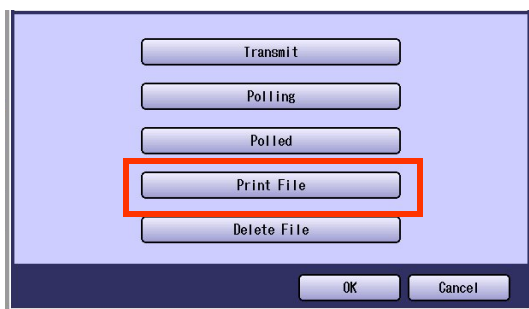 Transmit
Polling
Polled
Print File
Delete File
OK Cancel